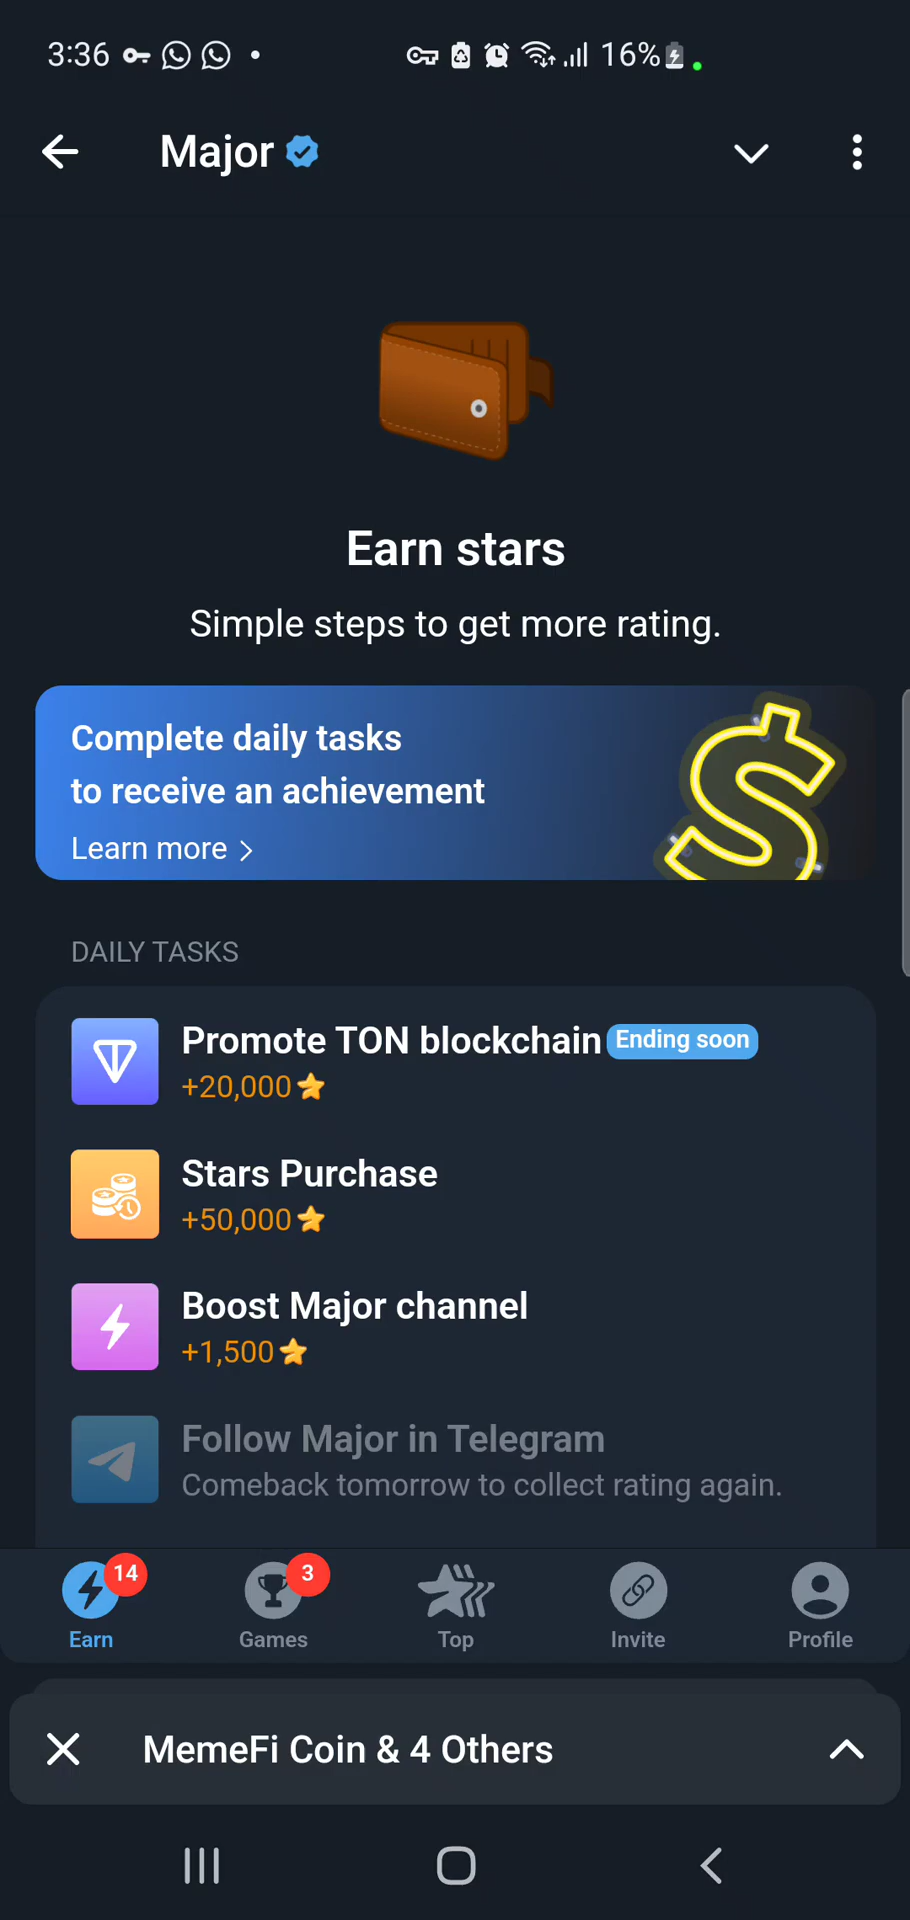 3:36
16%
Major
Earn stars
Simple steps to get more rating.
Complete daily tasks
to receive an achievement
Learn more >
DAILY TASKS
Promote TON blockchain Ending soon
+20,000
Stars Purchase
+50,000
Boost Major channel
+1,500
Follow Major in Telegram
Comeback tomorrow to collect rating again.
14 3
Earn Games Top Invite Profile
MemeFi Coin & 4 Others